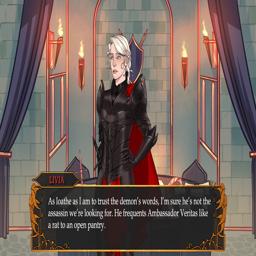 LIVIA
As loathe as I am to trust the demon's words, I'm sure he's not the
assassin we're looking for. He frequents Ambassador Veritas like
a rat to an open pantry.